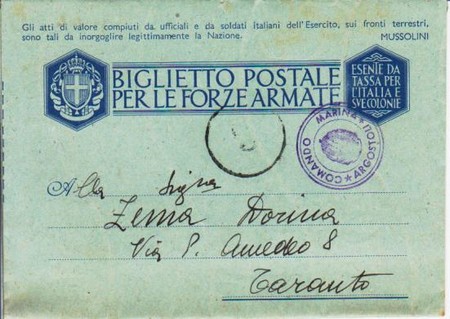 Gli atti di valore compiuti da ufficiali e da soldati italiani dell'Esercito, sui fronti terrestri,
sono tali da inorgoglire legittimamente la Nazione. MUSSOLINI
BIGLIETTO POSTALE
PER LE FORZE ARMATE
ESENTE DA
TASSA PER
L'ITALIA E
SUE COLONIE
COMANDO MARINA ★ ARGOSTOLI ★
Alla Signa
Zema Dorina
Via P. Amedeo 8
Taranto